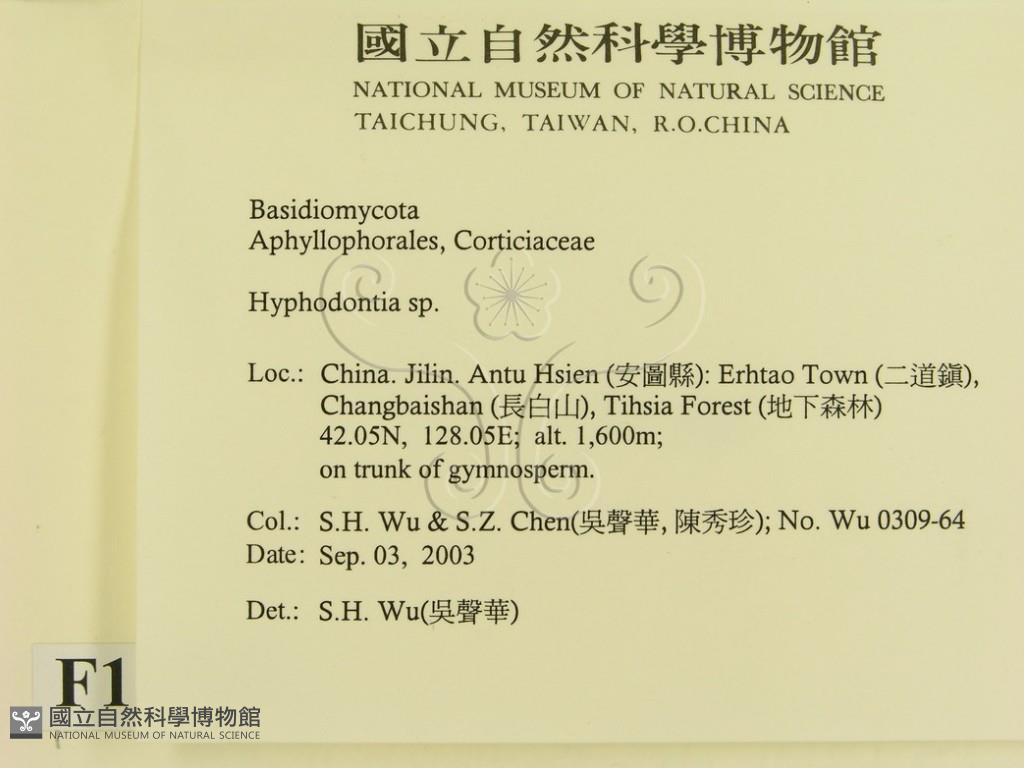 國立自然科學博物館
NATIONAL MUSEUM OF NATURAL SCIENCE
TAICHUNG, TAIWAN, R.O.CHINA
Basidiomycota
Aphyllophorales, Corticiaceae
Hyphodontia sp.
Loc.: China. Jilin. Antu Hsien (安圖縣): Erhtao Town (二道鎮),
Changbaishan (長白山), Tihsia Forest (地下森林)
42.05N, 128.05E; alt. 1,600m;
on trunk of gymnosperm.
Col.: S.H. Wu & S.Z. Chen(吳聲華, 陳秀珍); No. Wu 0309-64
Date: Sep. 03, 2003
Det.: S.H. Wu(吳聲華)
F1
國立自然科學博物館
NATIONAL MUSEUM OF NATURAL SCIENCE